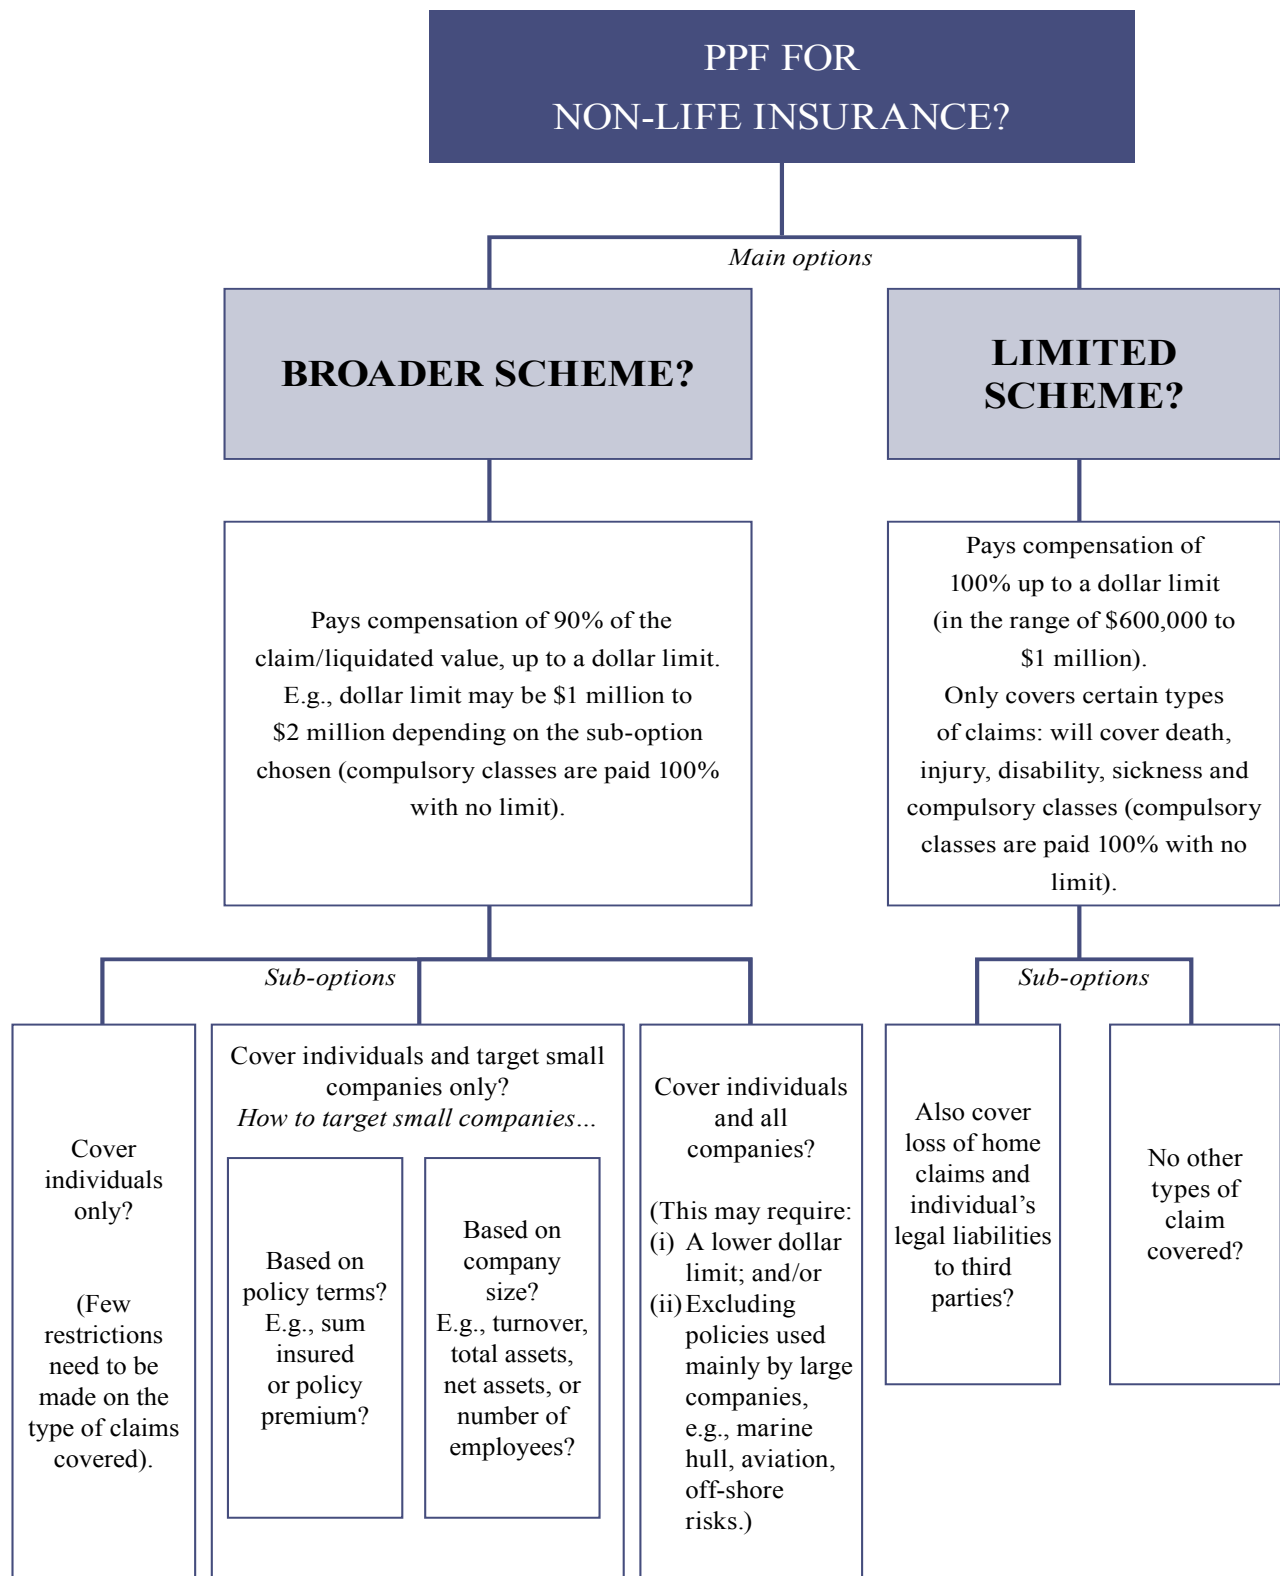 PPF FOR
NON-LIFE INSURANCE?
Main options
BROADER SCHEME?
LIMITED
SCHEME?
Pays compensation of 90% of the
claim/liquidated value, up to a dollar limit.
E.g., dollar limit may be $1 million to
$2 million depending on the sub-option
chosen (compulsory classes are paid 100%
with no limit).
Pays compensation of
100% up to a dollar limit
(in the range of $600,000 to
$1 million).
Only covers certain types
of claims: will cover death,
injury, disability, sickness and
compulsory classes (compulsory
classes are paid 100% with no
limit).
Sub-options
Sub-options
Cover
individuals
only?
(Few
restrictions
need to be
made on the
type of claims
covered).
Cover individuals and target small
companies only?
How to target small companies…
Based on
policy terms?
E.g., sum
insured
or policy
premium?
Based on
company
size?
E.g., turnover,
total assets,
net assets, or
number of
employees?
Cover individuals
and all
companies?
(This may require:
(i) A lower dollar
limit; and/or
(ii) Excluding
policies used
mainly by large
companies,
e.g., marine
hull, aviation,
off-shore
risks.)
Also cover
loss of home
claims and
individual’s
legal liabilities
to third
parties?
No other
types of
claim
covered?